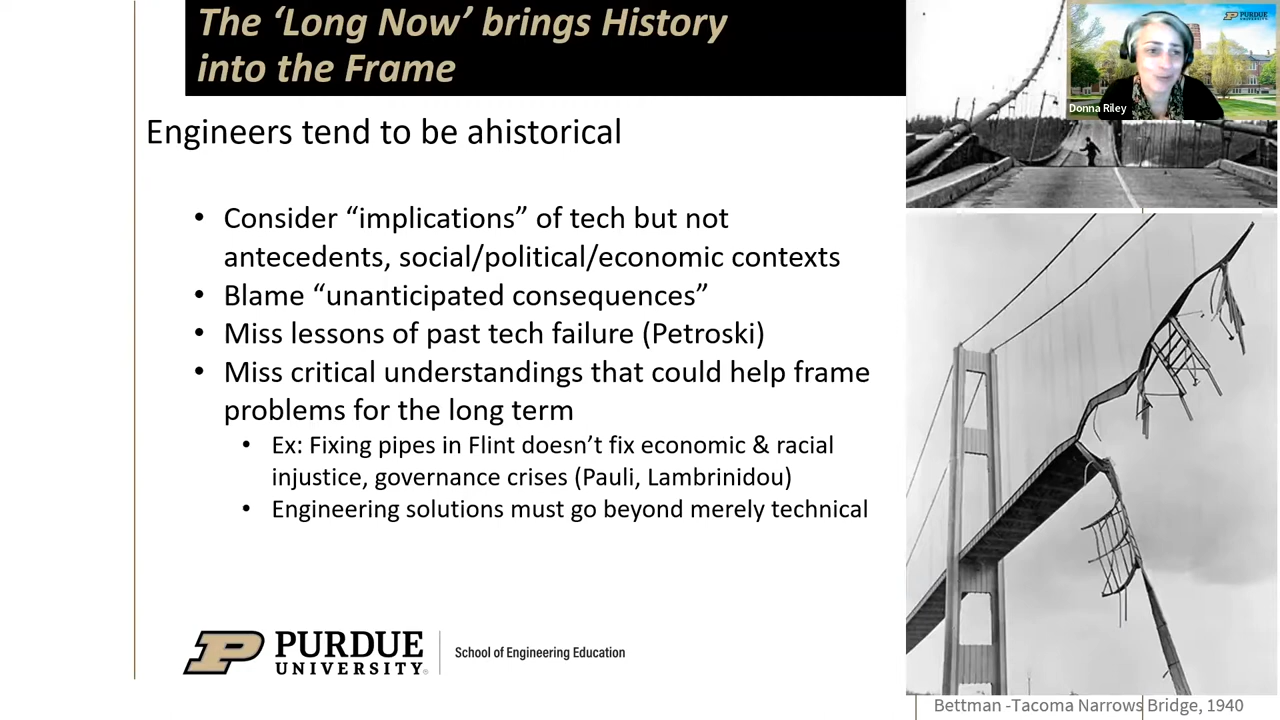 The ‘Long Now’ brings History
into the Frame
PURDUE
UNIVERSITY
Donna Riley
Engineers tend to be ahistorical
• Consider “implications” of tech but not
antecedents, social/political/economic contexts
• Blame “unanticipated consequences”
• Miss lessons of past tech failure (Petroski)
• Miss critical understandings that could help frame
problems for the long term
• Ex: Fixing pipes in Flint doesn’t fix economic & racial
injustice, governance crises (Pauli, Lambrinidou)
• Engineering solutions must go beyond merely technical
P PURDUE
UNIVERSITY
School of Engineering Education
Bettman -Tacoma Narrows Bridge, 1940